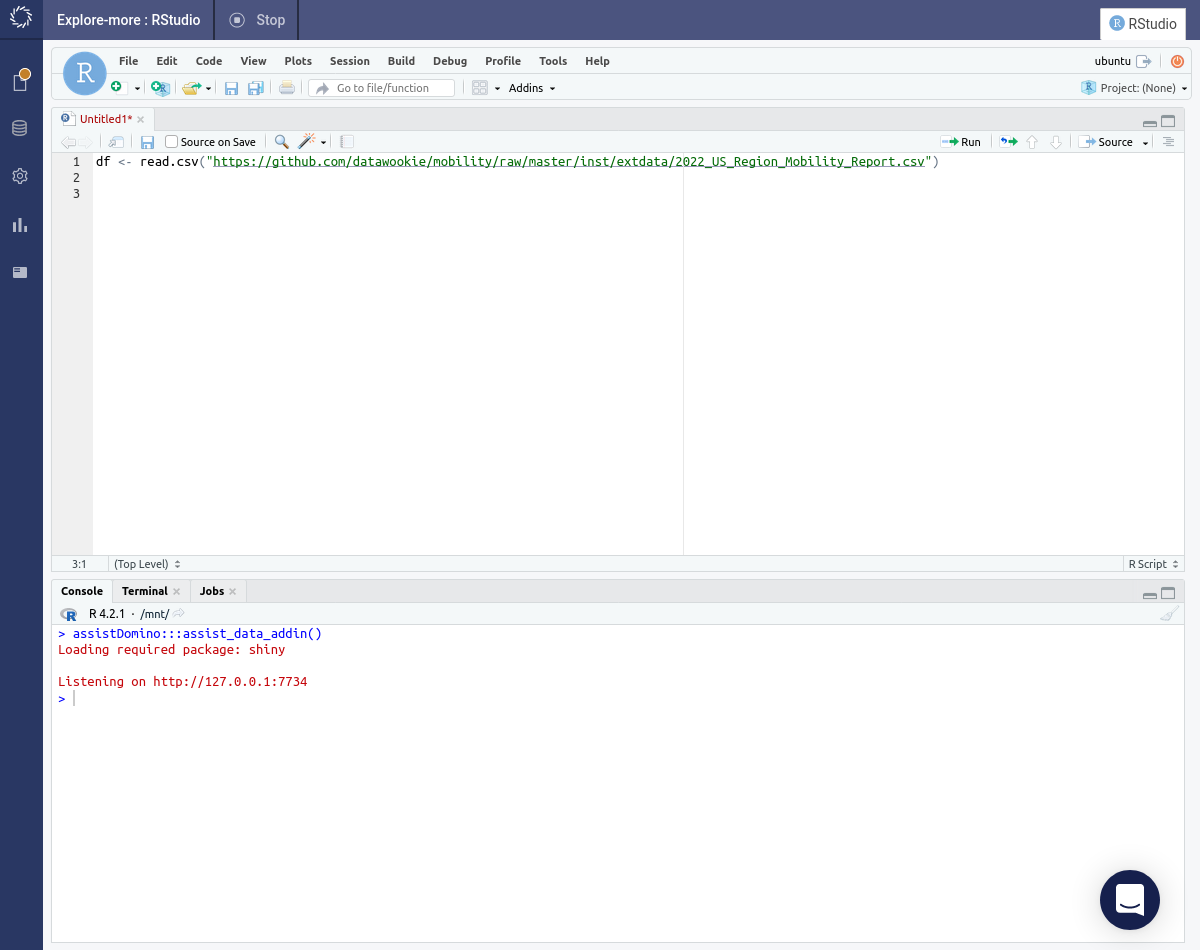 Explore-more : RStudio Stop RStudio
File Edit Code View Plots Session Build Debug Profile Tools Help ubuntu
R
Go to file/function Addins Project: (None)
Untitled1*
Source on Save Run Source
1 df <- read.csv("https://github.com/datawookie/mobility/raw/master/inst/extdata/2022_US_Region_Mobility_Report.csv")
2
3
3:1 (Top Level) R Script
Console Terminal Jobs
R 4.2.1 · /mnt/
> assistDomino:::assist_data_addin()
Loading required package: shiny
Listening on http://127.0.0.1:7734
>